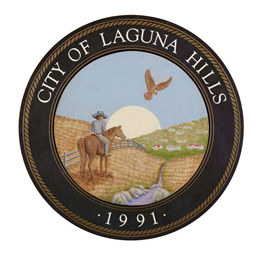 CITY OF LAGUNA HILLS
· 1991 ·